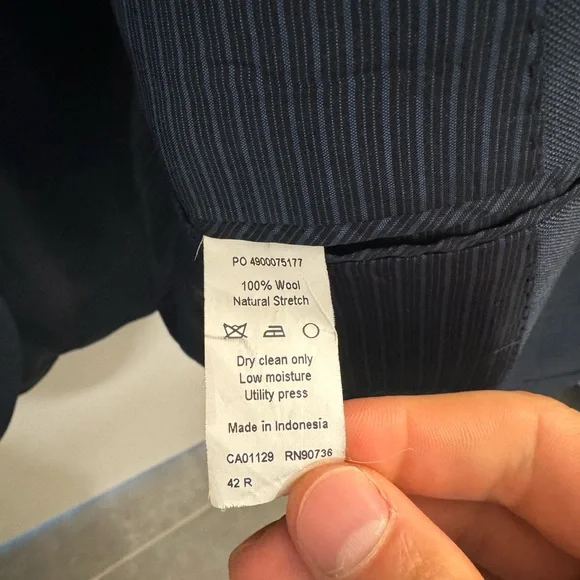 PO 4900075177
100% Wool
Natural Stretch
Dry clean only
Low moisture
Utility press
Made in Indonesia
CA01129 RN90736
42 R